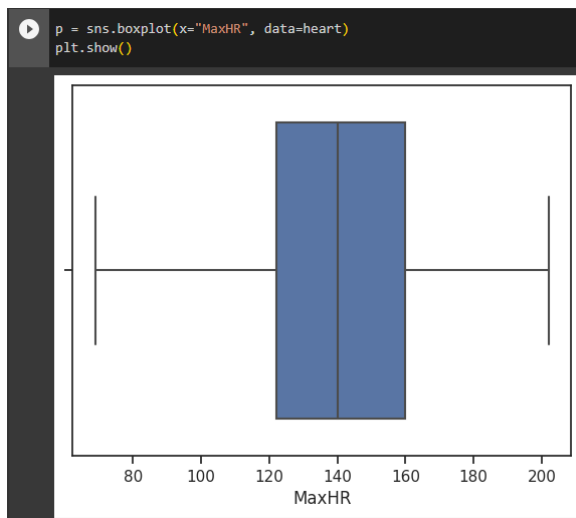 p = sns.boxplot(x="MaxHR", data=heart)
plt.show()
80 100 120 140 160 180 200
MaxHR